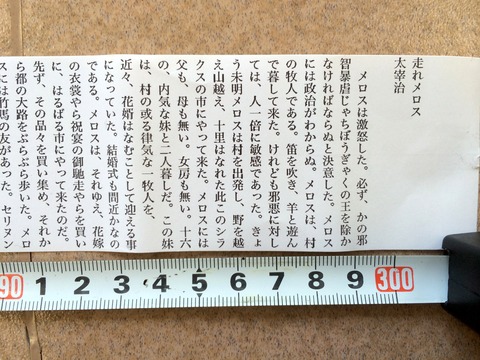 走れメロス
太宰治
メロスは激怒した。必ず、かの邪
智暴虐じゃちぼうぎゃくの王を除か
なければならぬと決意した。メロス
には政治がわからぬ。メロスは、村
の牧人である。笛を吹き、羊と遊ん
で暮して来た。けれども邪悪に対し
ては、人一倍に敏感であった。きょ
う未明メロスは村を出発し、野を越
え山越え、十里はなれた此このシラ
クスの市にやって来た。メロスには
父も、母も無い。女房も無い。十六
の、内気な妹と二人暮しだ。この妹
は、村の或る律気な一牧人を、
近々、花婿はなむことして迎える事
になっていた。結婚式も間近かなの
である。メロスは、それゆえ、花嫁
の衣裳やら祝宴の御馳走やらを買い
に、はるばる市にやって来たのだ。
先ず、その品々を買い集め、それか
ら都の大路をぶらぶら歩いた。メロ
スには竹馬の友があった。セリヌン
90 1 2 3 4 5 6 7 8 9 300